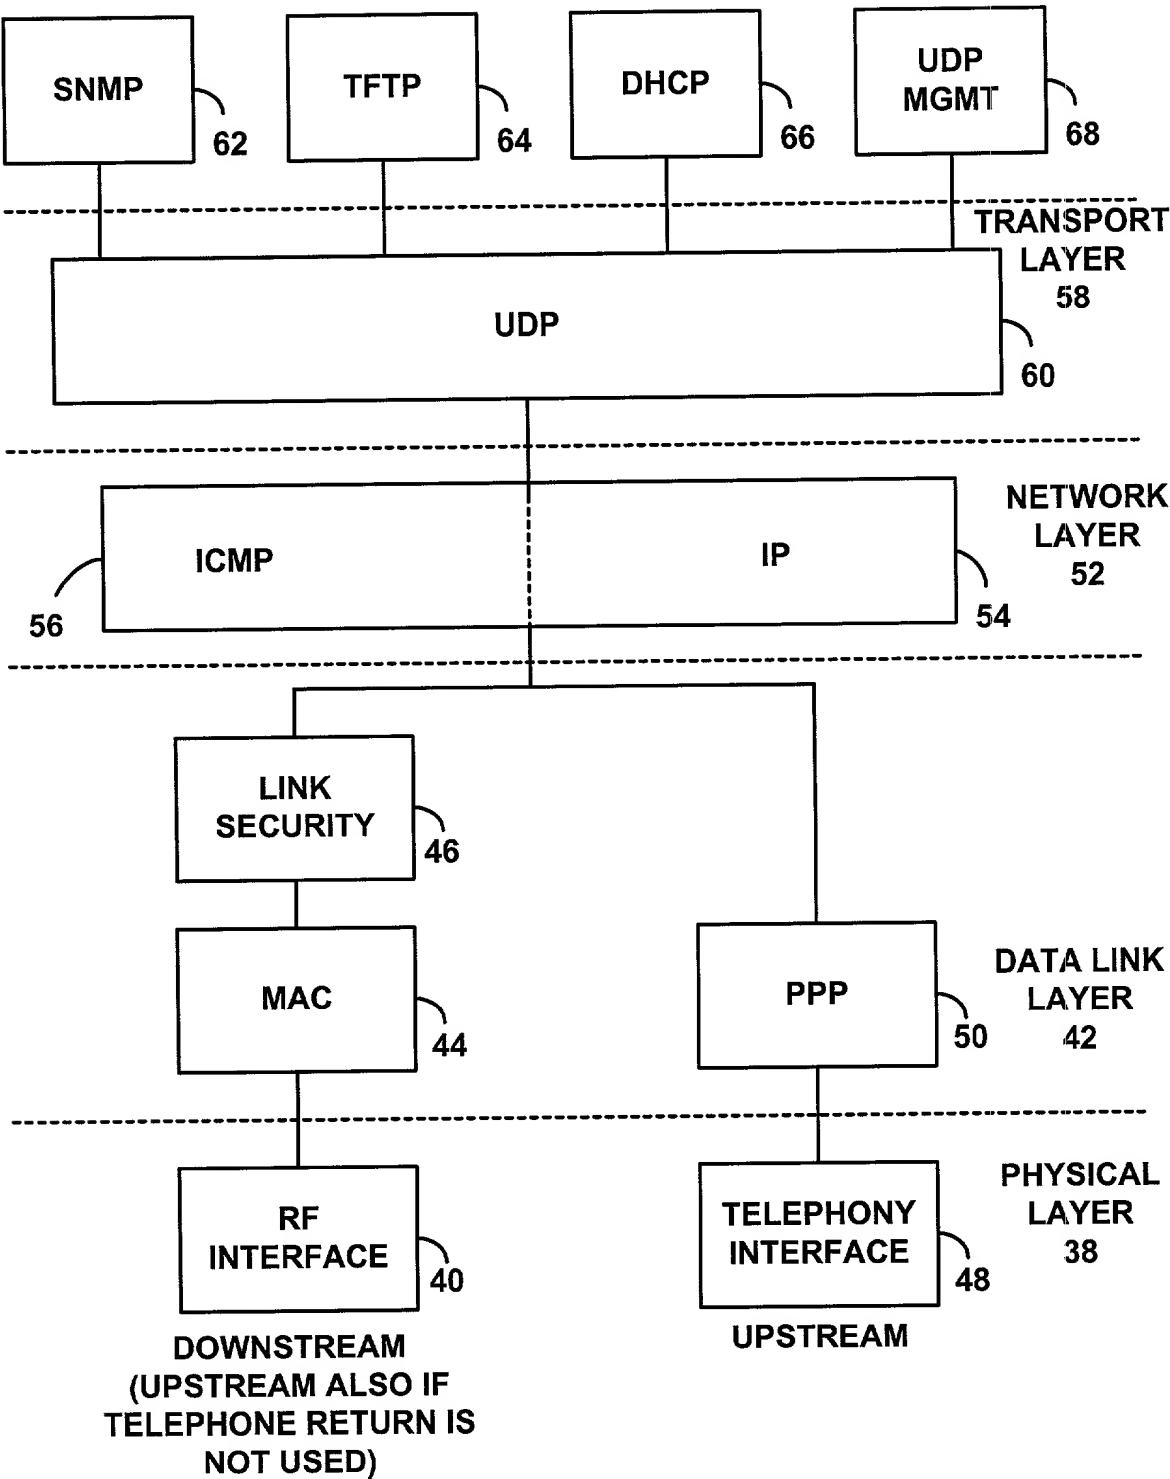 SNMP
62
TFTP
64
DHCP
66
UDP
MGMT
68
TRANSPORT
LAYER
58
UDP
60
NETWORK
LAYER
52
ICMP
56
IP
54
LINK
SECURITY
46
MAC
44
PPP
50
DATA LINK
LAYER
42
RF
INTERFACE
40
TELEPHONY
INTERFACE
48
PHYSICAL
LAYER
38
DOWNSTREAM
(UPSTREAM ALSO IF
TELEPHONE RETURN IS
NOT USED)
UPSTREAM